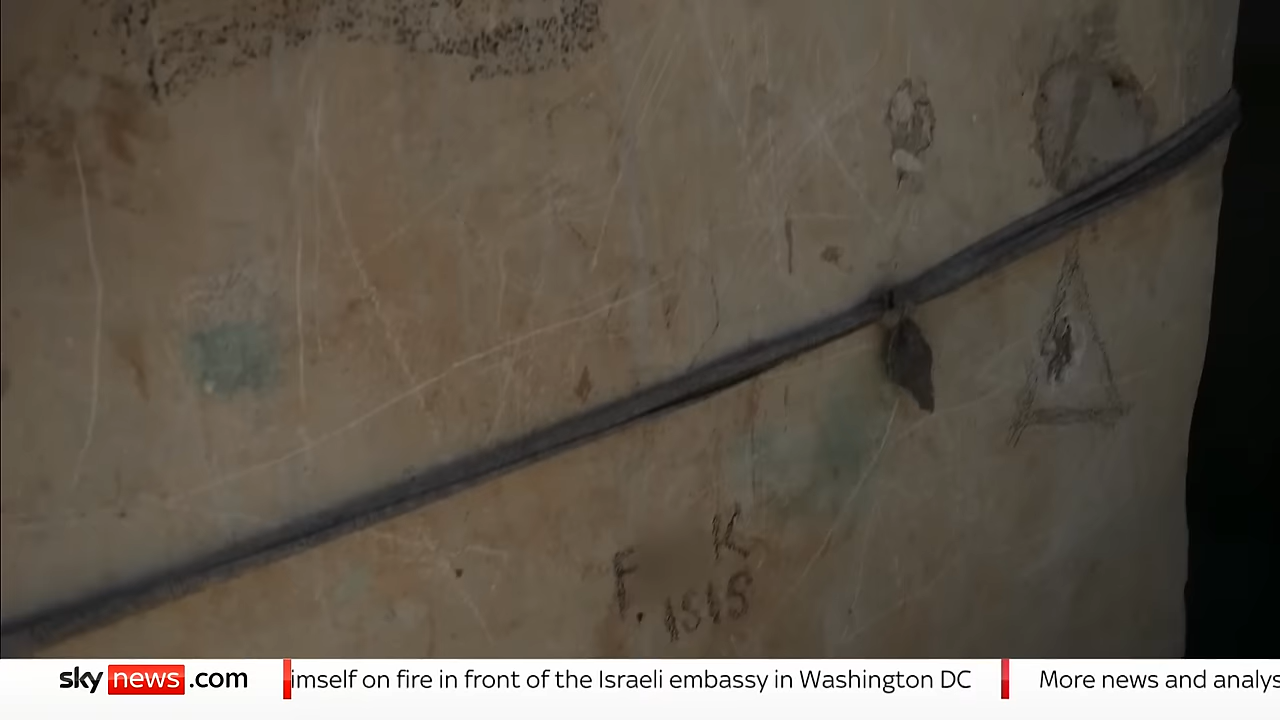 F K
ISIS
sky news.com
imself on fire in front of the Israeli embassy in Washington DC
More news and analys